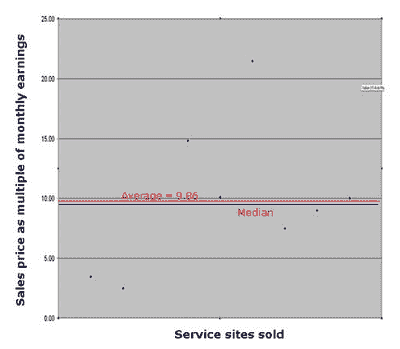 25.00
20.00
15.00
10.00
5.00
0.00
Sales price as multiple of monthly earnings
Average = 9.86
Median
Service sites sold